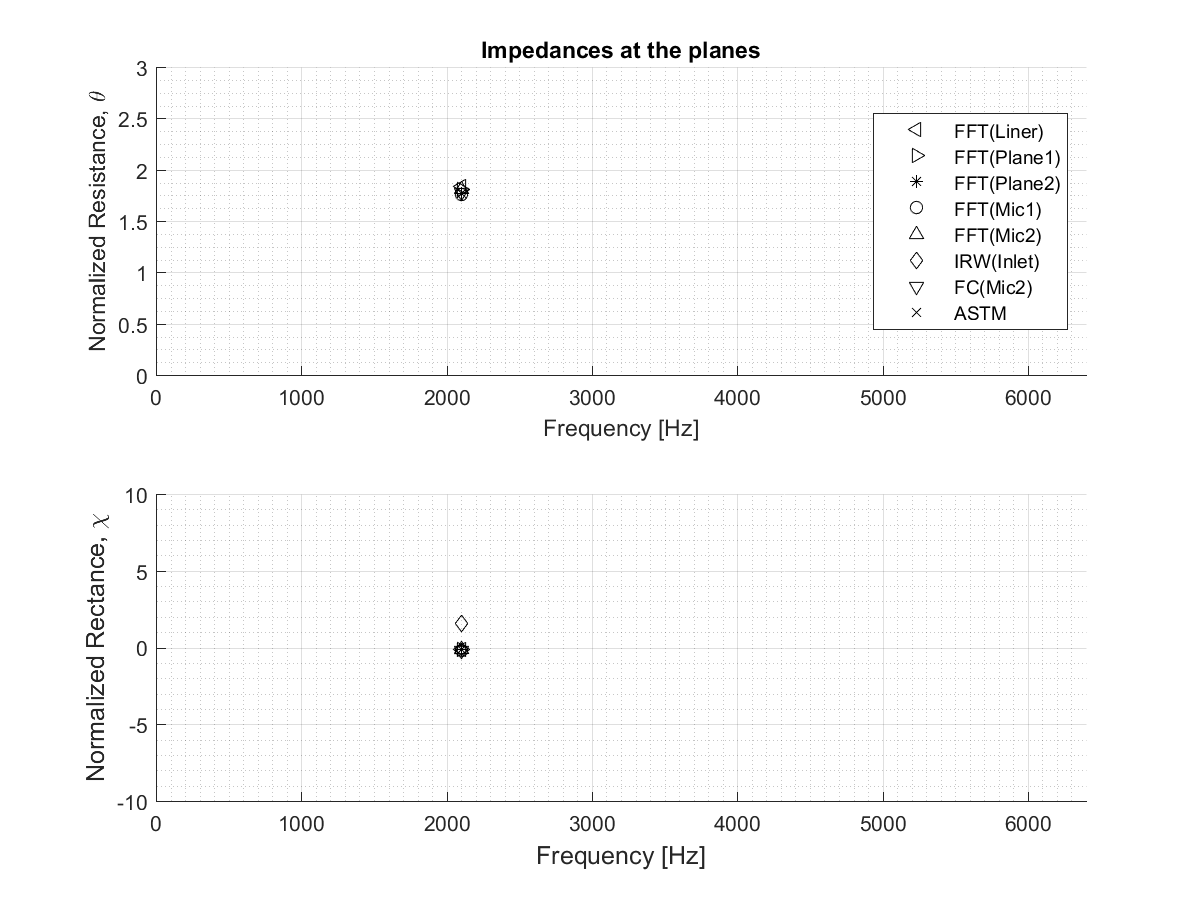 Impedances at the planes
Normalized Resistance, θ
3
2.5
2
1.5
1
0.5
0
0 1000 2000 3000 4000 5000 6000
Frequency [Hz]
FFT(Liner)
FFT(Plane1)
FFT(Plane2)
FFT(Mic1)
FFT(Mic2)
IRW(Inlet)
FC(Mic2)
ASTM
Normalized Rectance, χ
10
5
0
-5
-10
0 1000 2000 3000 4000 5000 6000
Frequency [Hz]